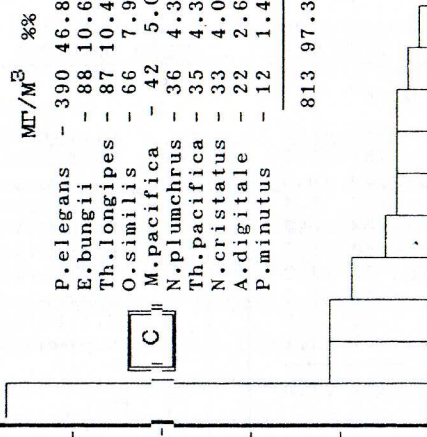 МГ/М³ %%
P.elegans - 390 46.8
E.bungii - 88 10.6
Th.longipes - 87 10.4
O.similis - 66 7.9
M.pacifica - 42 5.0
N.plumchrus - 36 4.3
Th.pacifica - 35 4.3
N.cristatus - 33 4.0
A.digitale - 22 2.6
P.minutus - 12 1.4
813 97.3
C